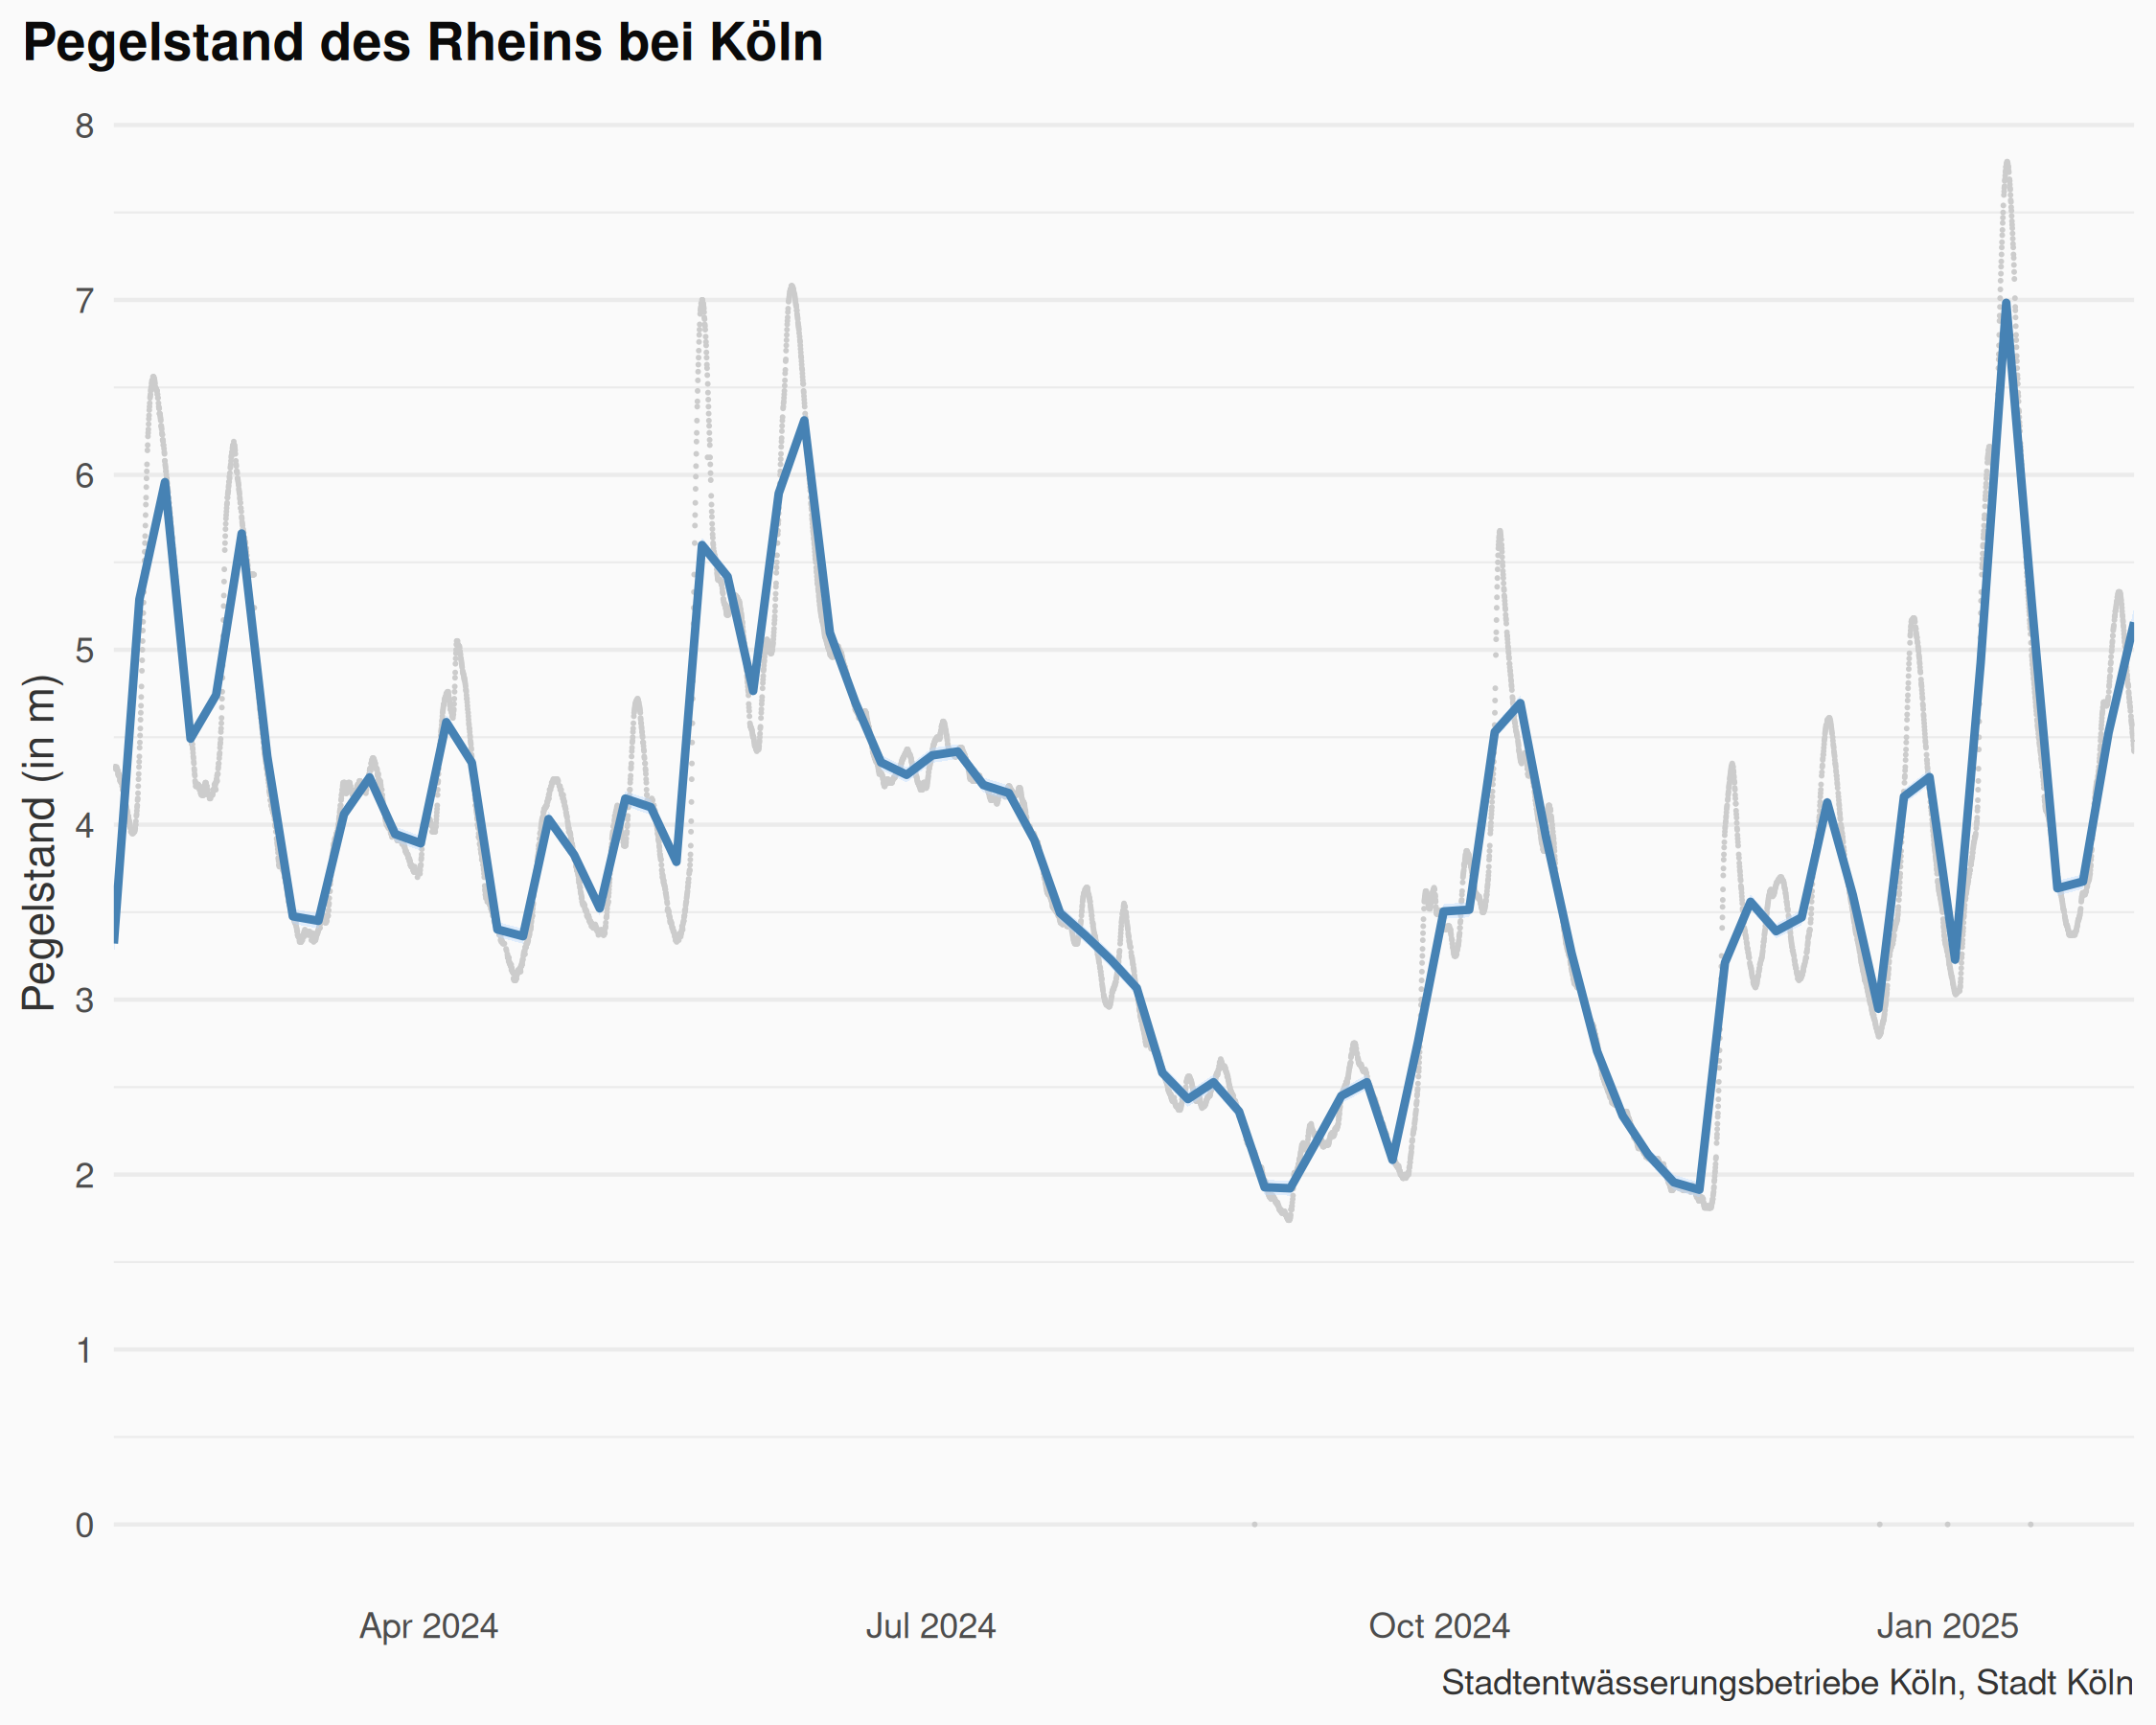 Pegelstand des Rheins bei Köln
Pegelstand (in m)
8
7
6
5
4
3
2
1
0
Apr 2024
Jul 2024
Oct 2024
Jan 2025
Stadtentwässerungsbetriebe Köln, Stadt Köln